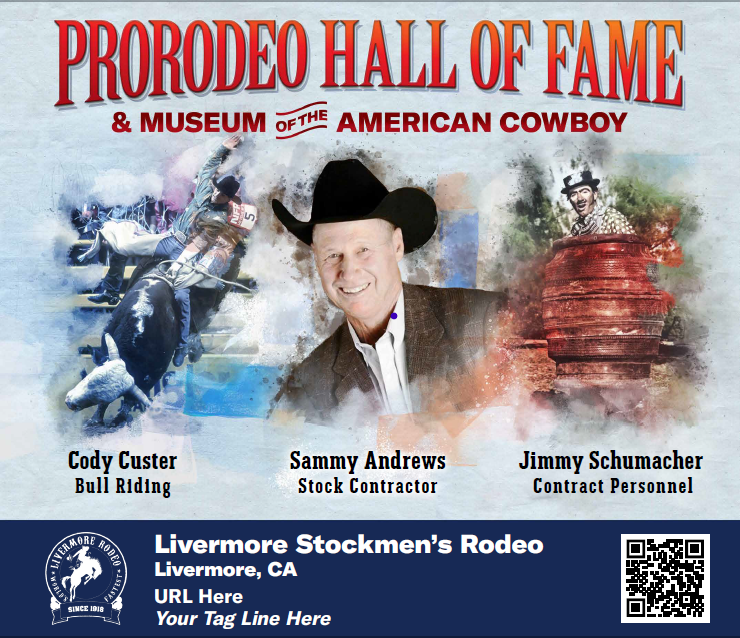 PRORODEO HALL OF FAME
& MUSEUM OF THE AMERICAN COWBOY
5
Cody Custer
Bull Riding
Sammy Andrews
Stock Contractor
Jimmy Schumacher
Contract Personnel
LIVERMORE RODEO
WORLD'S FASTEST
SINCE 1918
Livermore Stockmen's Rodeo
Livermore, CA
URL Here
Your Tag Line Here